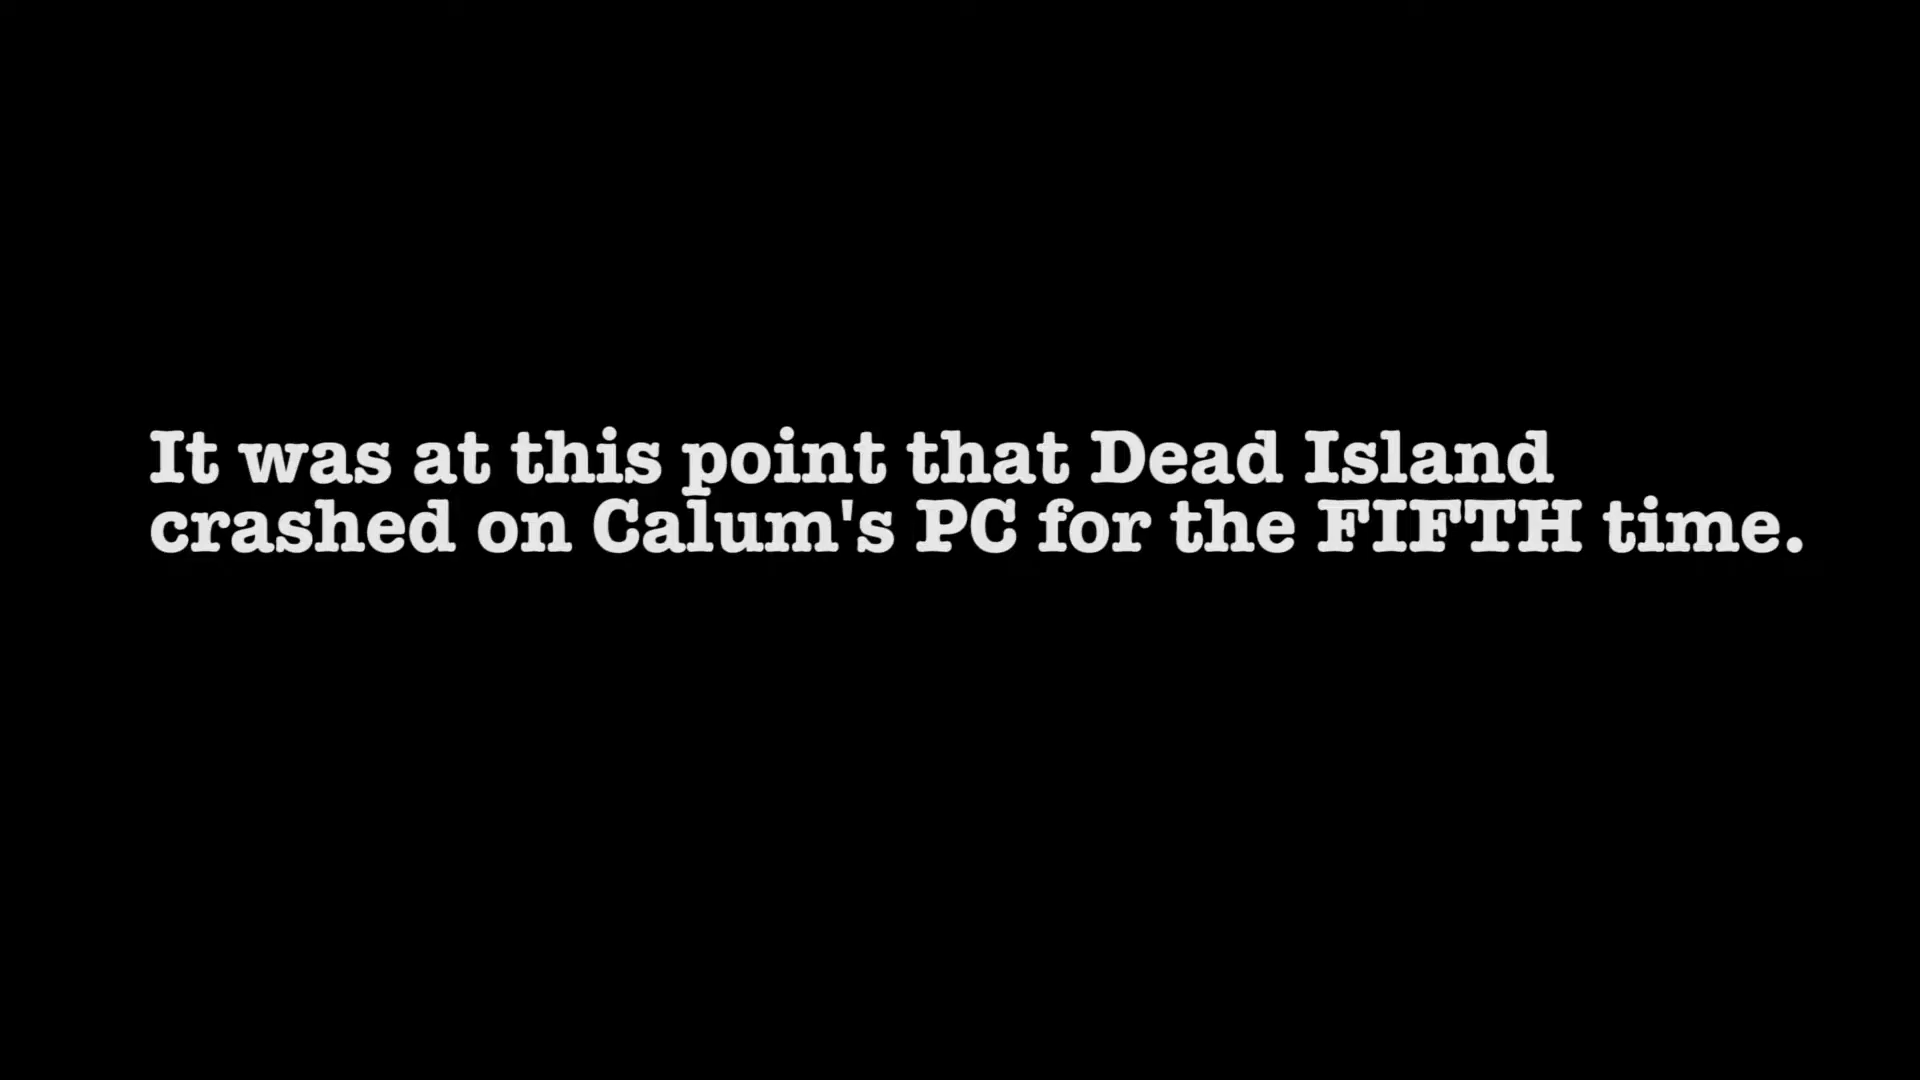 It was at this point that Dead Island
crashed on Calum's PC for the FIFTH time.